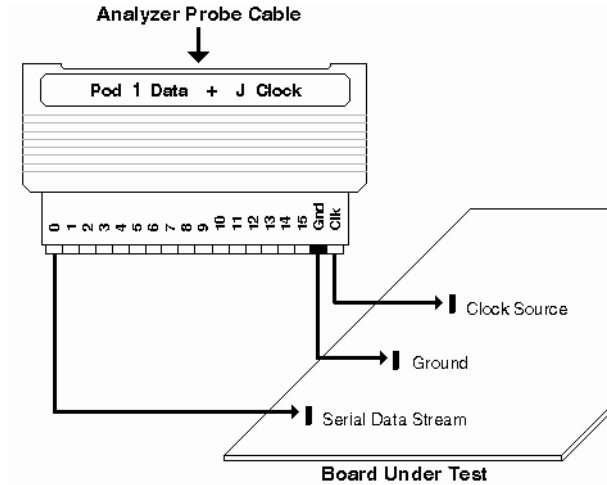 Analyzer Probe Cable
Pod 1 Data + J Clock
0 1 2 3 4 5 6 7 8 9 10 11 12 13 14 15 Gnd Clk
Clock Source
Ground
Serial Data Stream
Board Under Test